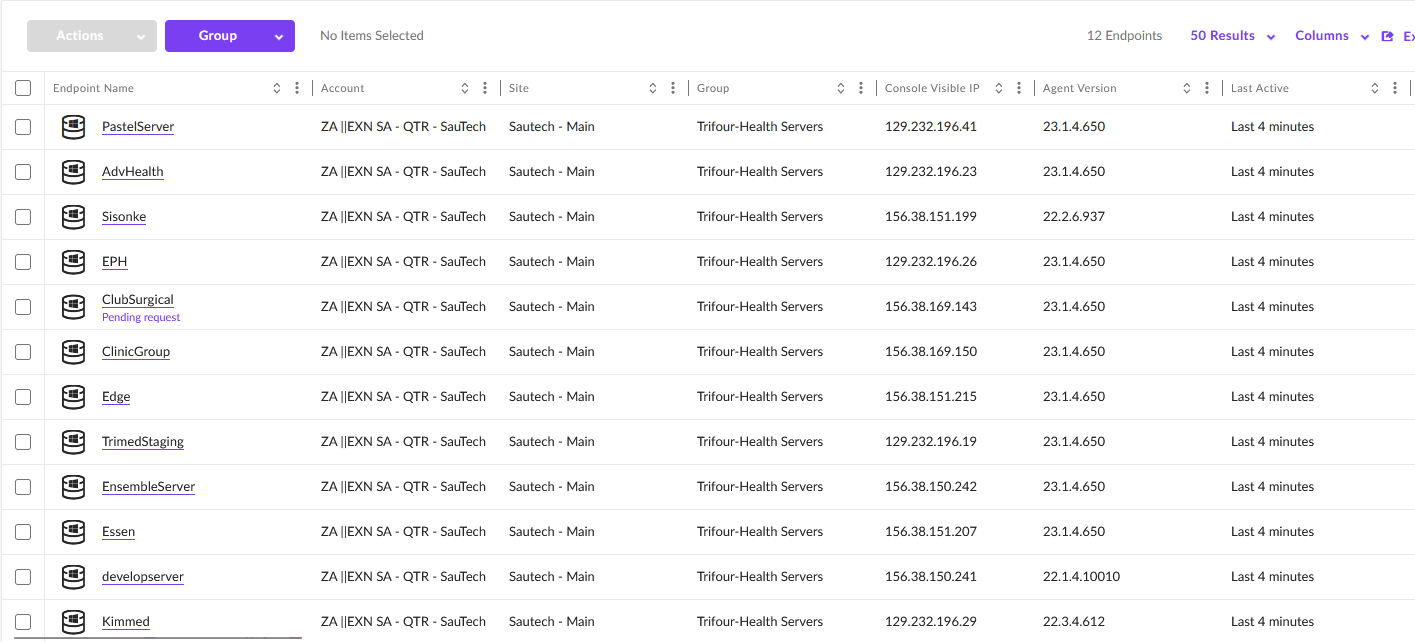 Actions Group No Items Selected 12 Endpoints 50 Results Columns Ex
Endpoint Name Account Site Group Console Visible IP Agent Version Last Active
PastelServer ZA ||EXN SA - QTR - SauTech Sautech - Main Trifour-Health Servers 129.232.196.41 23.1.4.650 Last 4 minutes
AdvHealth ZA ||EXN SA - QTR - SauTech Sautech - Main Trifour-Health Servers 129.232.196.23 23.1.4.650 Last 4 minutes
Sisonke ZA ||EXN SA - QTR - SauTech Sautech - Main Trifour-Health Servers 156.38.151.199 22.2.6.937 Last 4 minutes
EPH ZA ||EXN SA - QTR - SauTech Sautech - Main Trifour-Health Servers 129.232.196.26 23.1.4.650 Last 4 minutes
ClubSurgical ZA ||EXN SA - QTR - SauTech Sautech - Main Trifour-Health Servers 156.38.169.143 23.1.4.650 Last 4 minutes
Pending request
ClinicGroup ZA ||EXN SA - QTR - SauTech Sautech - Main Trifour-Health Servers 156.38.169.150 23.1.4.650 Last 4 minutes
Edge ZA ||EXN SA - QTR - SauTech Sautech - Main Trifour-Health Servers 156.38.151.215 23.1.4.650 Last 4 minutes
TrimedStaging ZA ||EXN SA - QTR - SauTech Sautech - Main Trifour-Health Servers 129.232.196.19 23.1.4.650 Last 4 minutes
EnsembleServer ZA ||EXN SA - QTR - SauTech Sautech - Main Trifour-Health Servers 156.38.150.242 23.1.4.650 Last 4 minutes
Essen ZA ||EXN SA - QTR - SauTech Sautech - Main Trifour-Health Servers 156.38.151.207 23.1.4.650 Last 4 minutes
developserver ZA ||EXN SA - QTR - SauTech Sautech - Main Trifour-Health Servers 156.38.150.241 22.1.4.10010 Last 4 minutes
Kimmed ZA ||EXN SA - QTR - SauTech Sautech - Main Trifour-Health Servers 129.232.196.29 22.3.4.612 Last 4 minutes